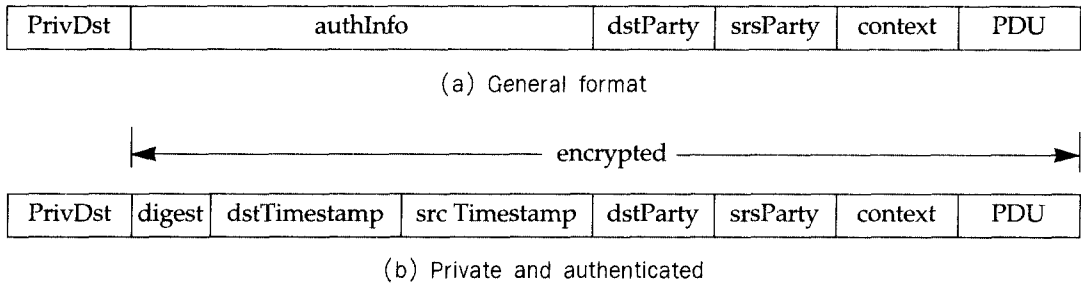 PrivDst authInfo dstParty srsParty context PDU
(a) General format
encrypted
PrivDst digest dstTimestamp src Timestamp dstParty srsParty context PDU
(b) Private and authenticated